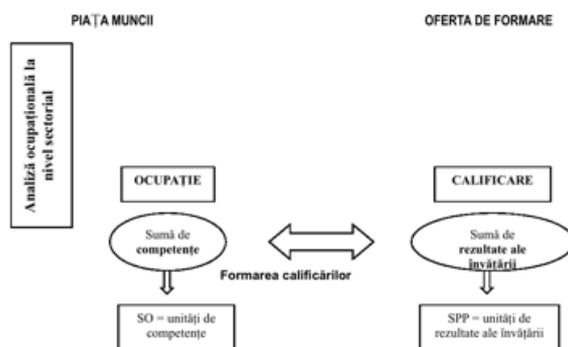 PIAȚA MUNCII
OFERTA DE FORMARE
Analiză ocupațională la
nivel sectorial
OCUPAȚIE
CALIFICARE
Sumă de
competențe
Sumă de
rezultate ale
învățării
Formarea calificărilor
SO = unități de
competențe
SPP = unități de
rezultate ale învățării